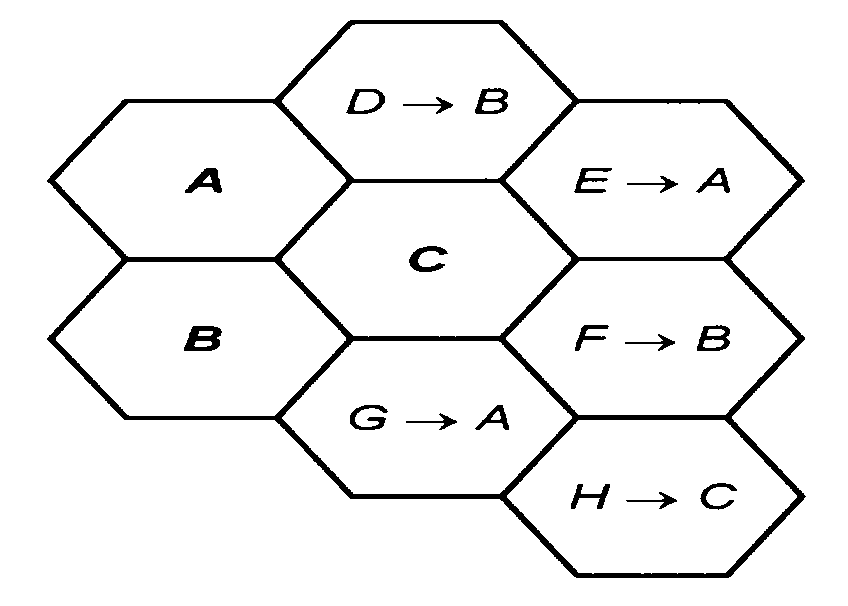 D → B
A
E → A
C
B
F → B
G → A
H → C